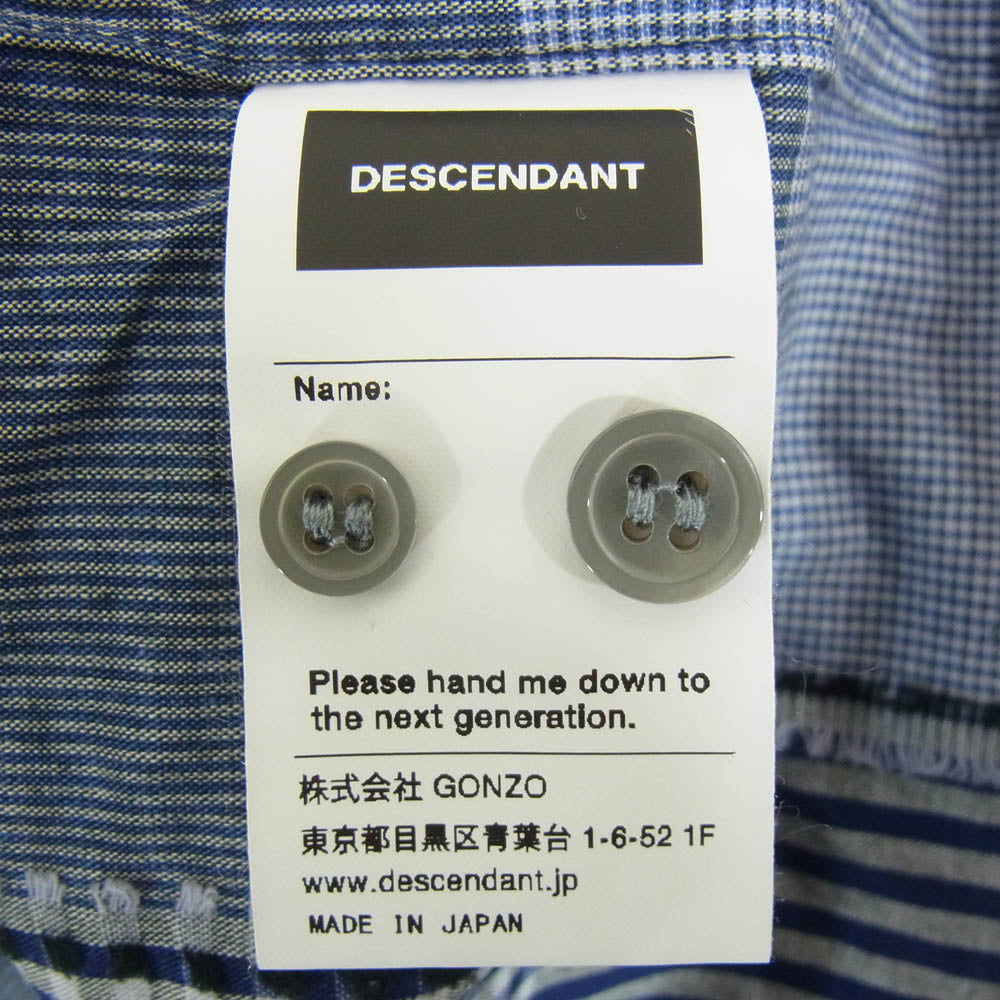 DESCENDANT
Name:
Please hand me down to
the next generation.
株式会社 GONZO
東京都目黒区青葉台 1-6-52 1F
www.descendant.jp
MADE IN JAPAN